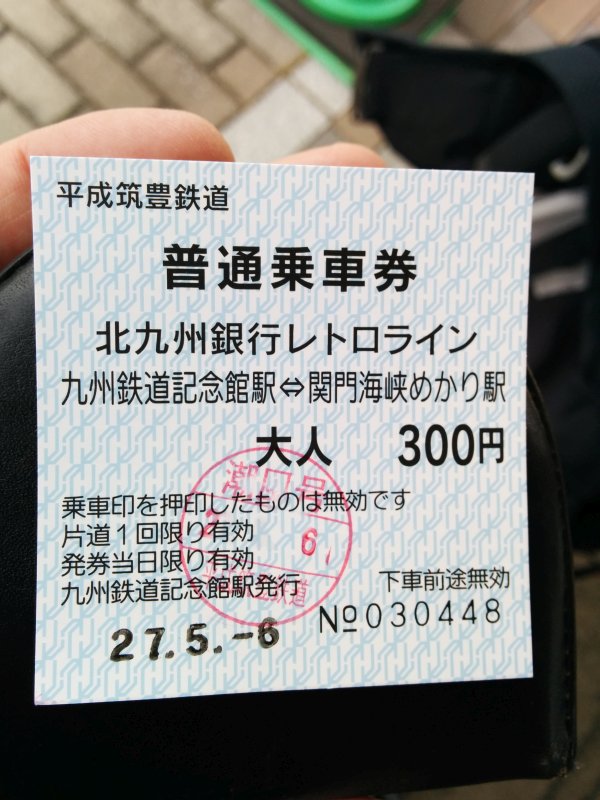 平成筑豊鉄道
普通乗車券
北九州銀行レトロライン
九州鉄道記念館駅⇔関門海峡めかり駅
大人 300円
乗車印を押印したものは無効です
片道1回限り有効
発券当日限り有効
九州鉄道記念館駅発行
下車前途無効
27.5.-6
№030448
潮風号
6